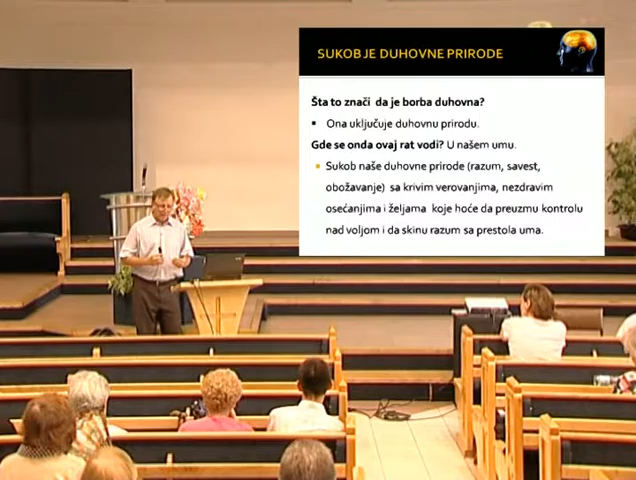 SUKOB JE DUHOVNE PRIRODE
Šta to znači da je borba duhovna?
Ona uključuje duhovnu prirodu.
Gde se onda ovaj rat vodi? U našem umu.
Sukob naše duhovne prirode (razum, savest,
obožavanje) sa krivim verovanjima, nezdravim
osećanjima i željama koje hoće da preuzmu kontrolu
nad voljom i da skinu razum sa prestola uma.